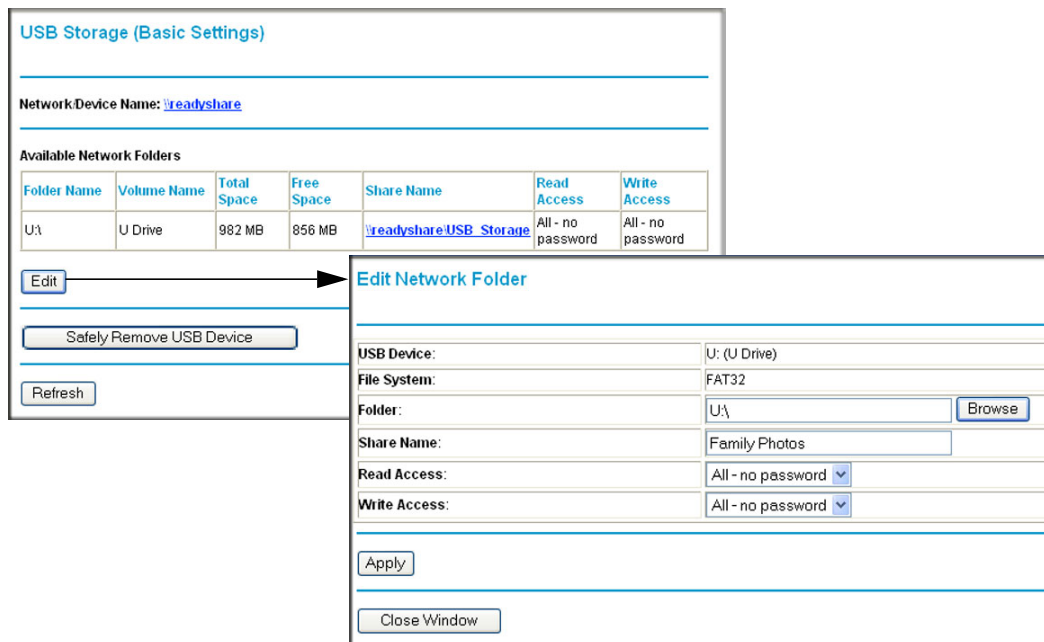 USB Storage (Basic Settings)
Network/Device Name: \\readyshare
Available Network Folders
Folder Name Volume Name Total Space Free Space Share Name Read Access Write Access
U:\ U Drive 982 MB 856 MB \\readyshare\USB_Storage All - no password All - no password
Edit
Safely Remove USB Device
Refresh
Edit Network Folder
USB Device: U: (U Drive)
File System: FAT32
Folder: U:\ Browse
Share Name: Family Photos
Read Access: All - no password
Write Access: All - no password
Apply
Close Window